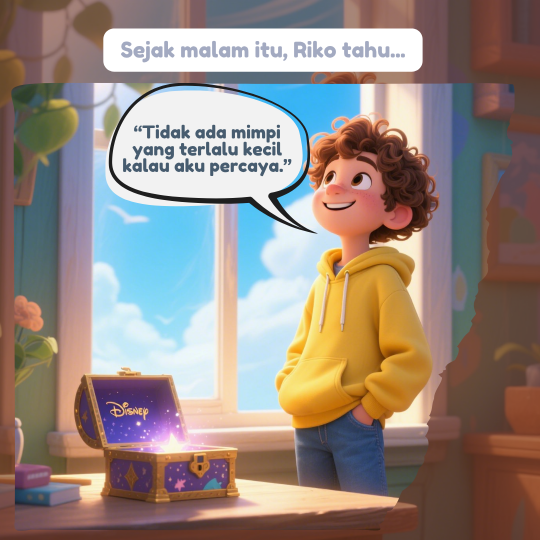 Sejak malam itu, Riko tahu...
“Tidak ada mimpi
yang terlalu kecil
kalau aku percaya.”
Disney